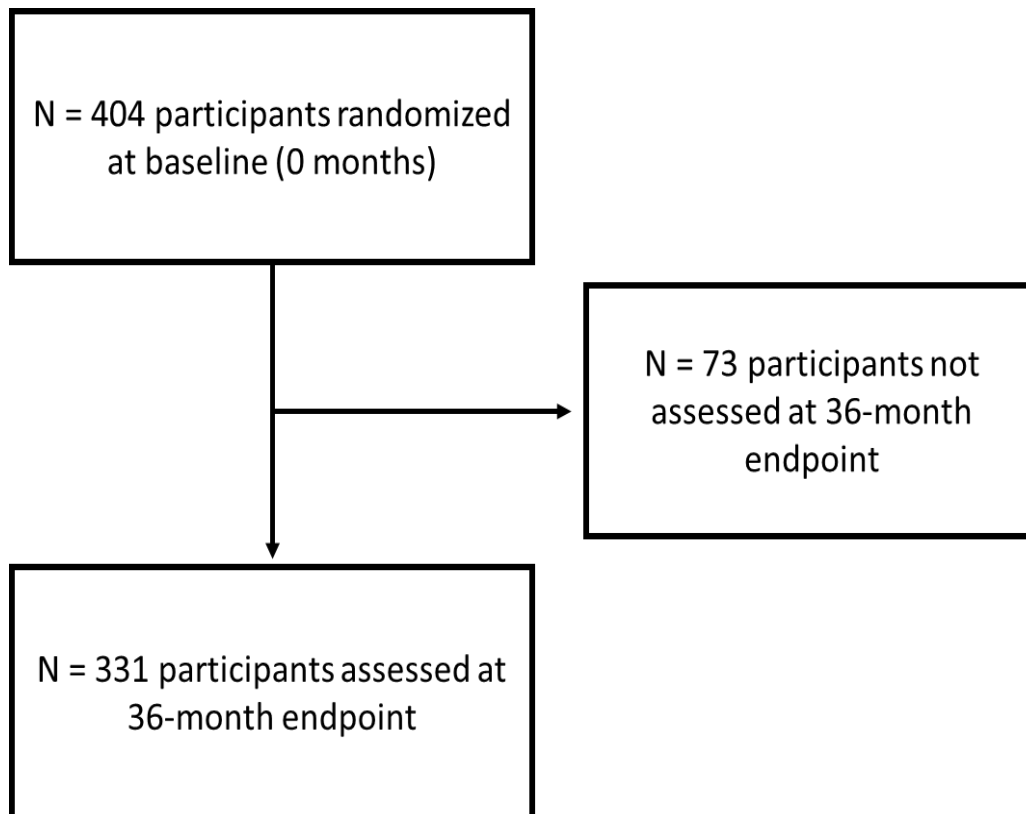 N = 404 participants randomized
at baseline (0 months)
N = 73 participants not
assessed at 36-month
endpoint
N = 331 participants assessed at
36-month endpoint